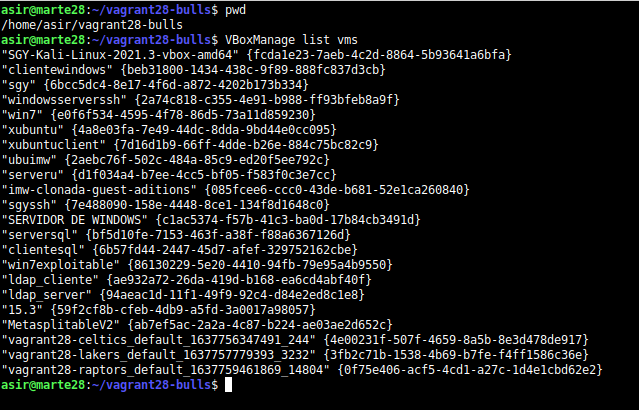 asir@marte28:~/vagrant28-bulls$ pwd
/home/asir/vagrant28-bulls
asir@marte28:~/vagrant28-bulls$ VBoxManage list vms
"SGY-Kali-Linux-2021.3-vbox-amd64" {fcda1e23-7aeb-4c2d-8864-5b93641a6bfa}
"clientewindows" {beb31800-1434-438c-9f89-888fc837d3cb}
"sgy" {6bcc5dc4-8e17-4f6d-a872-4202b173b334}
"windowsserverssh" {2a74c818-c355-4e91-b988-ff93bfeb8a9f}
"win7" {e0f6f534-4595-4f78-86d5-73a11d859230}
"xubuntu" {4a8e03fa-7e49-44dc-8dda-9bd44e0cc095}
"xubuntuclient" {7d16d1b9-66ff-4dde-b26e-884c75bc82c9}
"ubuimw" {2aebc76f-502c-484a-85c9-ed20f5ee792c}
"serveru" {d1f034a4-b7ee-4cc5-bf05-f583f0c3e7cc}
"imw-clonada-guest-aditions" {085fcee6-ccc0-43de-b681-52e1ca260840}
"sgyssh" {7e488090-158e-4448-8ce1-134f8d1648c0}
"SERVIDOR DE WINDOWS" {c1ac5374-f57b-41c3-ba0d-17b84cb3491d}
"serversql" {bf5d10fe-7153-463f-a38f-f88a6367126d}
"clientesql" {6b57fd44-2447-45d7-afef-329752162cbe}
"win7exploitable" {86130229-5e20-4410-94fb-79e95a4b9550}
"ldap_cliente" {ae932a72-26da-419d-b168-ea6cd4abf40f}
"ldap_server" {94aeac1d-11f1-49f9-92c4-d84e2ed8c1e8}
"15.3" {59f2cf8b-cfeb-4db9-a5fd-3a0017a98057}
"MetasplitableV2" {ab7ef5ac-2a2a-4c87-b224-ae03ae2d652c}
"vagrant28-celtics_default_1637756347491_244" {4e00231f-507f-4659-8a5b-8e3d478de917}
"vagrant28-lakers_default_1637757779393_3232" {3fb2c71b-1538-4b69-b7fe-f4ff1586c36e}
"vagrant28-raptors_default_1637759461869_14804" {0f75e406-acf5-4cd1-a27c-1d4e1cbd62e2}
asir@marte28:~/vagrant28-bulls$